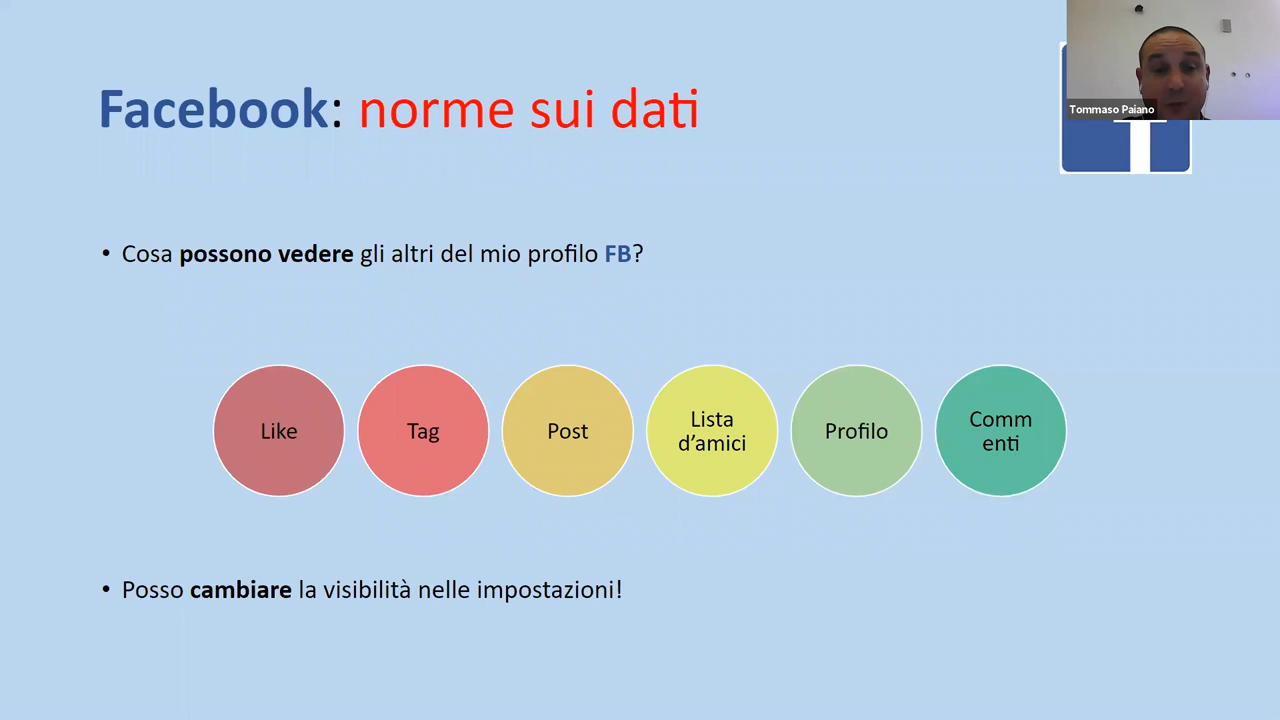 Facebook: norme sui dati
Tommaso Paiano
• Cosa possono vedere gli altri del mio profilo FB?
Like
Tag
Post
Lista
d’amici
Profilo
Comm
enti
• Posso cambiare la visibilità nelle impostazioni!